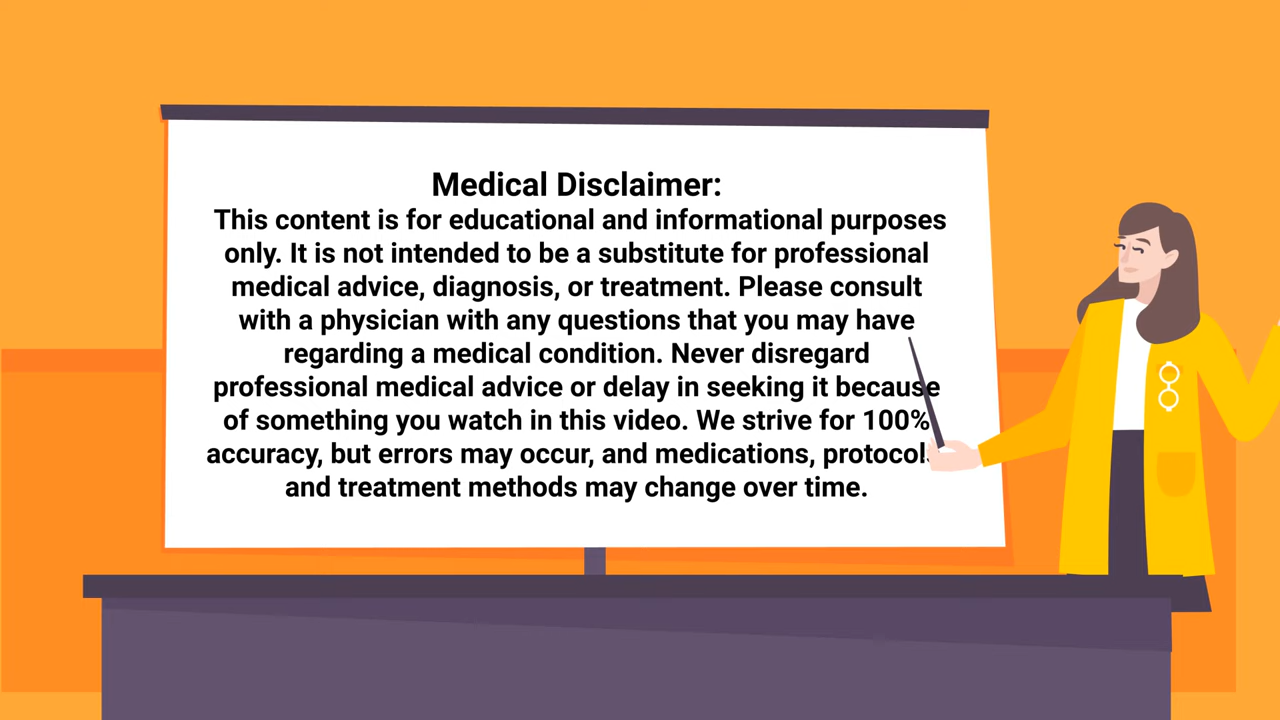 Medical Disclaimer:
This content is for educational and informational purposes
only. It is not intended to be a substitute for professional
medical advice, diagnosis, or treatment. Please consult
with a physician with any questions that you may have
regarding a medical condition. Never disregard
professional medical advice or delay in seeking it because
of something you watch in this video. We strive for 100%
accuracy, but errors may occur, and medications, protocols
and treatment methods may change over time.